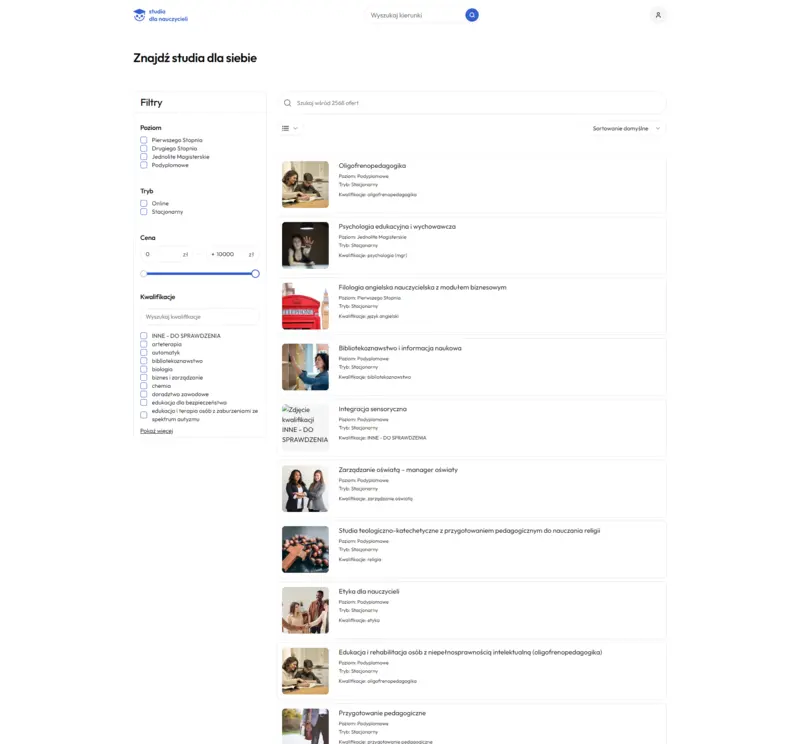 studia
dla nauczycieli
Wyszukaj kierunki
Znajdź studia dla siebie
Filtry
Poziom
Pierwszego Stopnia
Drugiego Stopnia
Jednolite Magisterskie
Podyplomowe
Tryb
Online
Stacjonarny
Cena
0 zł
+ 10000 zł
Kwalifikacje
Wyszukaj kwalifikacje
INNE - DO SPRAWDZENIA
arteterapia
automatyk
bibliotekoznawstwo
biologia
biznes i zarządzanie
chemia
doradztwo zawodowe
edukacja dla bezpieczeństwa
edukacja i terapia osób z zaburzeniami ze
spektrum autyzmu
Pokaż więcej
Szukaj wśród 2568 ofert
Sortowanie domyślne
Oligofrenopedagogika
Poziom: Podyplomowe
Tryb: Stacjonarny
Kwalifikacje: oligofrenopedagogika
Psychologia edukacyjna i wychowawcza
Poziom: Jednolite Magisterskie
Tryb: Stacjonarny
Kwalifikacje: psychologia (mgr)
Filologia angielska nauczycielska z modułem biznesowym
Poziom: Pierwszego Stopnia
Tryb: Stacjonarny
Kwalifikacje: język angielski
Bibliotekoznawstwo i informacja naukowa
Poziom: Podyplomowe
Tryb: Stacjonarny
Kwalifikacje: bibliotekoznawstwo
Zdjęcie
kwalifikacji
INNE - DO
SPRAWDZENIA
Integracja sensoryczna
Poziom: Podyplomowe
Tryb: Stacjonarny
Kwalifikacje: INNE - DO SPRAWDZENIA
Zarządzanie oświatą – manager oświaty
Poziom: Podyplomowe
Tryb: Stacjonarny
Kwalifikacje: zarządzanie oświatą
Studia teologiczno-katechetyczne z przygotowaniem pedagogicznym do nauczania religii
Poziom: Podyplomowe
Tryb: Stacjonarny
Kwalifikacje: religia
Etyka dla nauczycieli
Poziom: Podyplomowe
Tryb: Stacjonarny
Kwalifikacje: etyka
Edukacja i rehabilitacja osób z niepełnosprawnością intelektualną (oligofrenopedagogika)
Poziom: Podyplomowe
Tryb: Stacjonarny
Kwalifikacje: oligofrenopedagogika
Przygotowanie pedagogiczne
Poziom: Podyplomowe
Tryb: Stacjonarny
Kwalifikacje: przygotowanie pedagogiczne